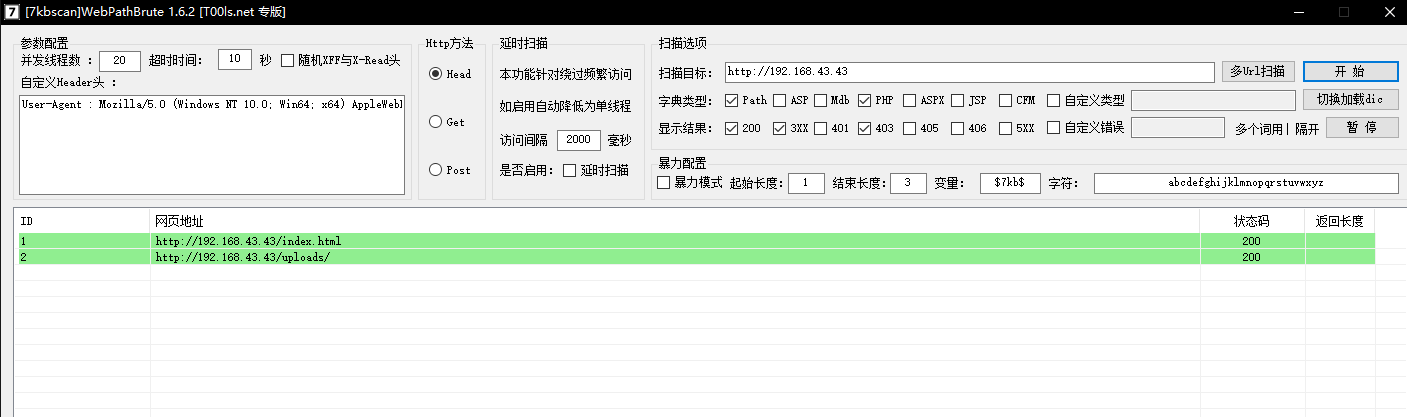 [7kbscan]WebPathBrute 1.6.2 [T00ls.net 专版]
参数配置
并发线程数 : 20 超时时间: 10 秒 随机XFF与X-Read头
自定义Header头 :
User-Agent : Mozilla/5.0 (Windows NT 10.0; Win64; x64) AppleWebK
Http方法
Head
Get
Post
延时扫描
本功能针对绕过频繁访问
如启用自动降低为单线程
访问间隔 2000 毫秒
是否启用: 延时扫描
扫描选项
扫描目标: http://192.168.43.43 多Url扫描 开 始
字典类型: Path ASP Mdb PHP ASPX JSP CFM 自定义类型 切换加载dic
显示结果: 200 3XX 401 403 405 406 5XX 自定义错误 多个词用| 隔开 暂 停
暴力配置
暴力模式 起始长度: 1 结束长度: 3 变量: $7kb$ 字符: abcdefghijklmnopqrstuvwxyz
ID 网页地址 状态码 返回长度
1 http://192.168.43.43/index.html 200
2 http://192.168.43.43/uploads/ 200